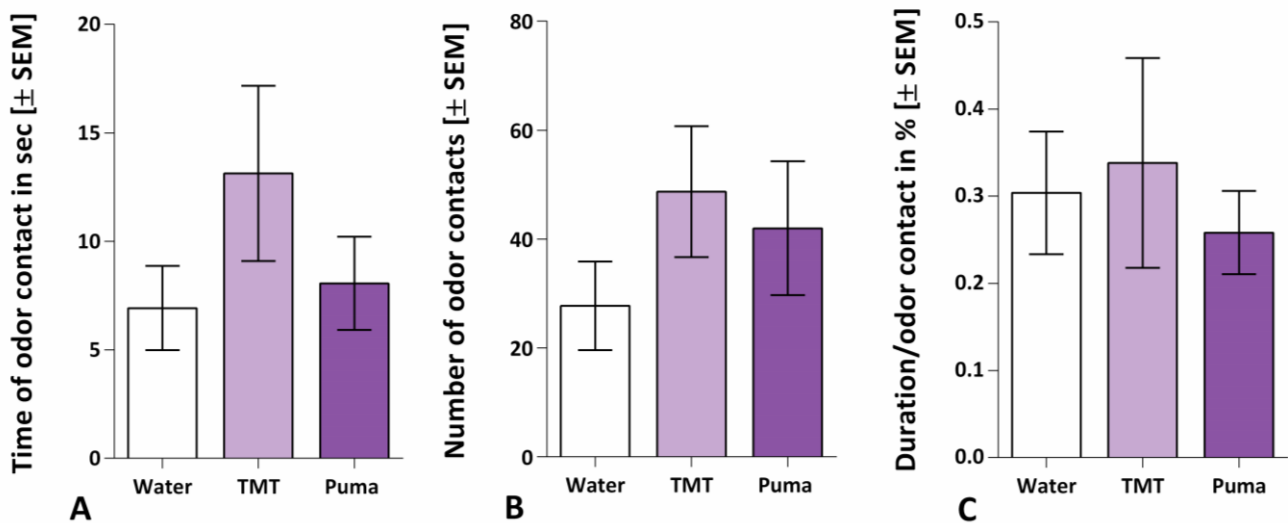 Time of odor contact in sec [± SEM]
20
15
10
5
0
Water TMT Puma
A
Number of odor contacts [± SEM]
80
60
40
20
0
Water TMT Puma
B
Duration/odor contact in % [± SEM]
0.5
0.4
0.3
0.2
0.1
0.0
Water TMT Puma
C